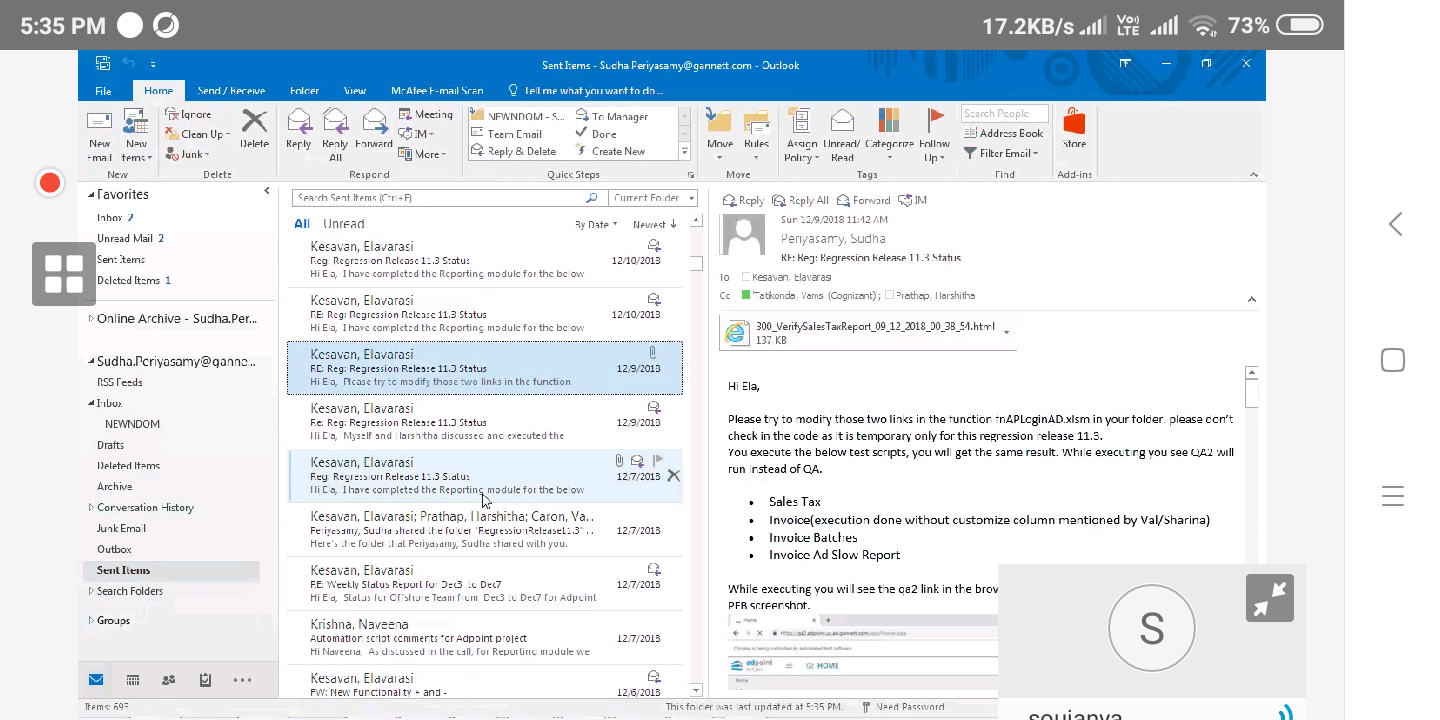 5:35 PM
17.2KB/s Vo) LTE 73%
Sent Items - Sudha.Periyasamy@gannett.com - Outlook
File Home Send / Receive Folder View McAfee E-mail Scan Tell me what you want to do...
New Email
New Items
Ignore
Clean Up
Junk
Delete
Reply
Reply All
Forward
Meeting
IM
More
NEWNDOM - S...
Team Email
Reply & Delete
To Manager
Done
Create New
Move
Rules
Assign Policy
Unread/ Read
Categorize
Follow Up
Search People
Address Book
Filter Email
Store
New Delete Respond Quick Steps Move Tags Find Add-ins
Favorites
Inbox 2
Unread Mail 2
Sent Items
Deleted Items 1
Online Archive - Sudha.Per...
Sudha.Periyasamy@ganne...
RSS Feeds
Inbox
NEWNDOM
Drafts
Deleted Items
Archive
Conversation History
Junk Email
Outbox
Sent Items
Search Folders
Groups
Search Sent Items (Ctrl+E) Current Folder
All Unread By Date Newest
Kesavan, Elavarasi
Reg: Regression Release 11.3 Status 12/10/2018
Hi Ela, I have completed the Reporting module for the below
Kesavan, Elavarasi
RE: Reg: Regression Release 11.3 Status 12/10/2018
Hi Ela, I have completed the Reporting module for the below
Kesavan, Elavarasi
RE: Reg: Regression Release 11.3 Status 12/9/2018
Hi Ela, Please try to modify those two links in the function
Kesavan, Elavarasi
RE: Reg: Regression Release 11.3 Status 12/9/2018
Hi Ela, Myself and Harshitha discussed and executed the
Kesavan, Elavarasi
Reg: Regression Release 11.3 Status 12/7/2018
Hi Ela, I have completed the Reporting module for the below
Kesavan, Elavarasi; Prathap, Harshitha; Caron, Va...
Periyasamy, Sudha shared the folder "RegressionRelease11.3" .. 12/7/2018
Here's the folder that Periyasamy, Sudha shared with you.
Kesavan, Elavarasi
RE: Weekly Status Report for Dec3 to Dec7 12/7/2018
Hi Ela, Status for Offshore Team from Dec3 to Dec7 for Adpoint
Krishna, Naveena
Automation script comments for Adpoint project 12/7/2018
Hi Naveena, As discussed in the call, for Reporting module we
Kesavan, Elavarasi
FW: New Functionality + and - 12/6/2018
Reply Reply All Forward IM
Sun 12/9/2018 11:42 AM
Periyasamy, Sudha
RE: Reg: Regression Release 11.3 Status
To Kesavan, Elavarasi
Cc 'Tatikonda, Vamsi (Cognizant)'; Prathap, Harshitha
300_VerifySalesTaxReport_09_12_2018_00_38_54.html
137 KB
Hi Ela,
Please try to modify those two links in the function fnAPLoginAD.xlsm in your folder. please don't
check in the code as it is temporary only for this regression release 11.3.
You execute the below test scripts, you will get the same result. While executing you see QA2 will
run instead of QA.
• Sales Tax
• Invoice(execution done without customize column mentioned by Val/Sharina)
• Invoice Batches
• Invoice Ad Slow Report
While executing you will see the qa2 link in the brow
PFB screenshot.
Home
adpoint HOME
S
soujanya
Items: 693 This folder was last updated at 5:35 PM. Need Password